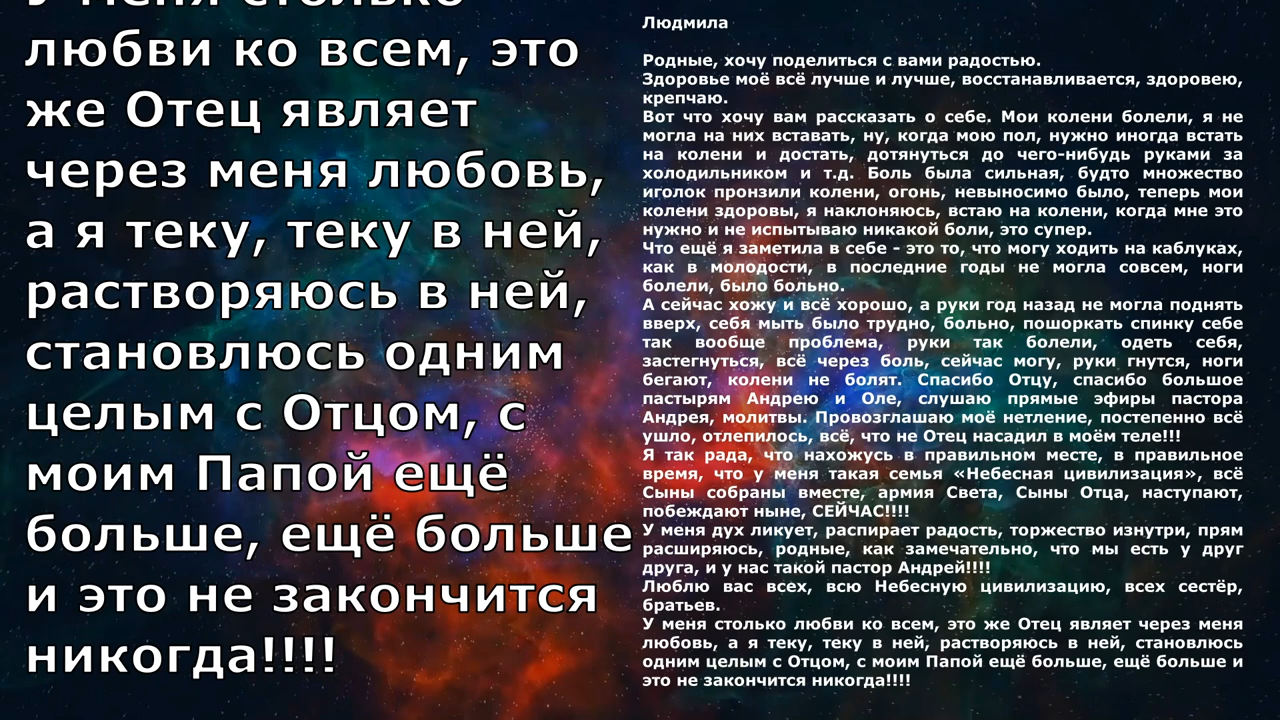 У меня столько
любви ко всем, это
же Отец являет
через меня любовь,
а я теку, теку в ней,
растворяюсь в ней,
становлюсь одним
целым с Отцом, с
моим Папой ещё
больше, ещё больше
и это не закончится
никогда!!!!
Людмила
Родные, хочу поделиться с вами радостью.
Здоровье моё всё лучше и лучше, восстанавливается, здоровею,
крепчаю.
Вот что хочу вам рассказать о себе. Мои колени болели, я не
могла на них вставать, ну, когда мою пол, нужно иногда встать
на колени и достать, дотянуться до чего-нибудь руками за
холодильником и т.д. Боль была сильная, будто множество
иголок пронзили колени, огонь, невыносимо было, теперь мои
колени здоровы, я наклоняюсь, встаю на колени, когда мне это
нужно и не испытываю никакой боли, это супер.
Что ещё я заметила в себе - это то, что могу ходить на каблуках,
как в молодости, в последние годы не могла совсем, ноги
болели, было больно.
А сейчас хожу и всё хорошо, а руки год назад не могла поднять
вверх, себя мыть было трудно, больно, пошоркать спинку себе
так вообще проблема, руки так болели, одеть себя,
застегнуться, всё через боль, сейчас могу, руки гнутся, ноги
бегают, колени не болят. Спасибо Отцу, спасибо большое
пастырям Андрею и Оле, слушаю прямые эфиры пастора
Андрея, молитвы. Провозглашаю моё нетление, постепенно всё
ушло, отлепилось, всё, что не Отец насадил в моём теле!!!
Я так рада, что нахожусь в правильном месте, в правильное
время, что у меня такая семья «Небесная цивилизация», всё
Сыны собраны вместе, армия Света, Сыны Отца, наступают,
побеждают ныне, СЕЙЧАС!!!!
У меня дух ликует, распирает радость, торжество изнутри, прям
расширяюсь, родные, как замечательно, что мы есть у друг
друга, и у нас такой пастор Андрей!!!!
Люблю вас всех, всю Небесную цивилизацию, всех сестёр,
братьев.
У меня столько любви ко всем, это же Отец являет через меня
любовь, а я теку, теку в ней, растворяюсь в ней, становлюсь
одним целым с Отцом, с моим Папой ещё больше, ещё больше и
это не закончится никогда!!!!